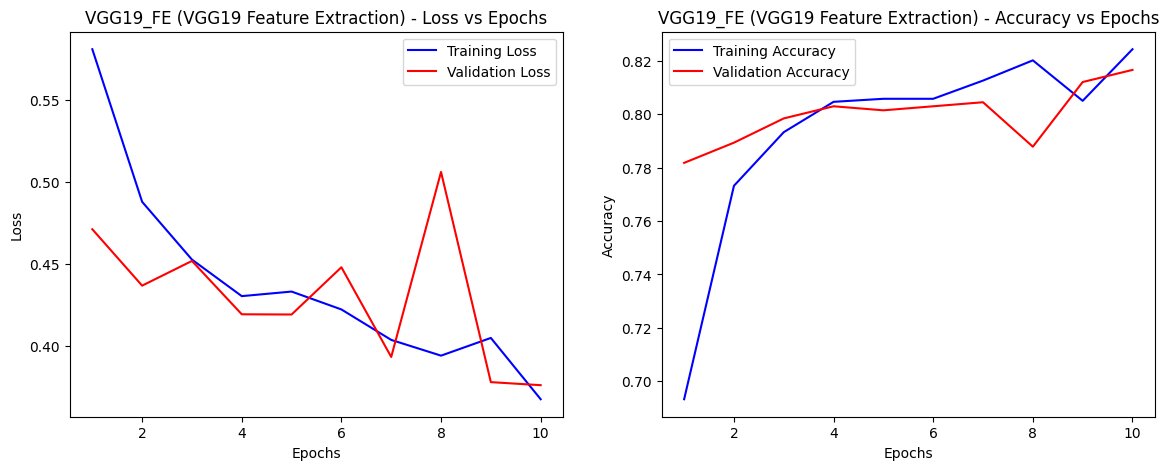 VGG19_FE (VGG19 Feature Extraction) - Loss vs Epochs
Training Loss
Validation Loss
0.55
0.50
0.45
0.40
Loss
2
4
6
8
10
Epochs
VGG19_FE (VGG19 Feature Extraction) - Accuracy vs Epochs
Training Accuracy
Validation Accuracy
0.82
0.80
0.78
0.76
0.74
0.72
0.70
Accuracy
2
4
6
8
10
Epochs